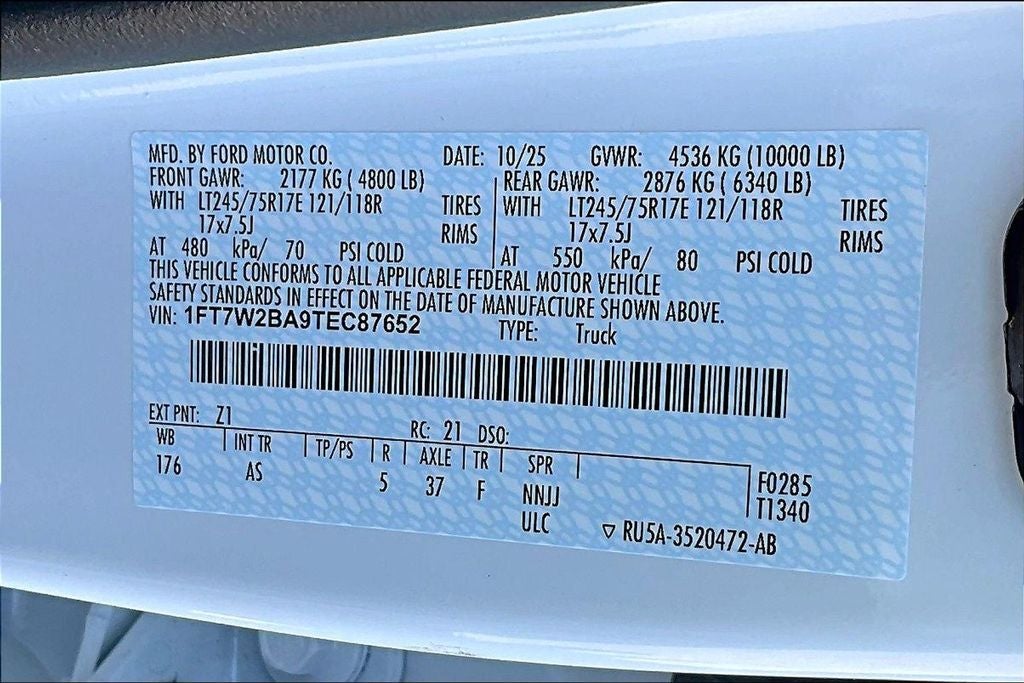 MFD. BY FORD MOTOR CO. DATE: 10/25 GVWR: 4536 KG (10000 LB)
FRONT GAWR: 2177 KG ( 4800 LB) REAR GAWR: 2876 KG ( 6340 LB)
WITH LT245/75R17E 121/118R TIRES WITH LT245/75R17E 121/118R TIRES
17x7.5J RIMS 17x7.5J RIMS
AT 480 kPa/ 70 PSI COLD AT 550 kPa/ 80 PSI COLD
THIS VEHICLE CONFORMS TO ALL APPLICABLE FEDERAL MOTOR VEHICLE
SAFETY STANDARDS IN EFFECT ON THE DATE OF MANUFACTURE SHOWN ABOVE.
VIN: 1FT7W2BA9TEC87652 TYPE: Truck
EXT PNT: Z1 RC: 21 DSO:
WB INT TR TP/PS R AXLE TR SPR
176 AS 5 37 F NNJJ F0285
ULC T1340
▽ RU5A-3520472-AB